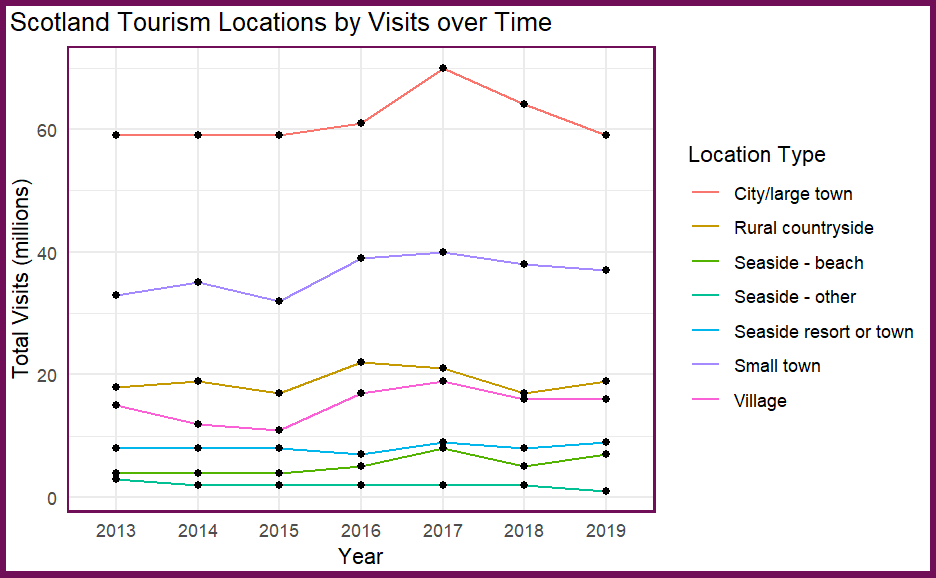 Scotland Tourism Locations by Visits over Time
Total Visits (millions)
60
40
20
0
2013 2014 2015 2016 2017 2018 2019
Year
Location Type
City/large town
Rural countryside
Seaside - beach
Seaside - other
Seaside resort or town
Small town
Village